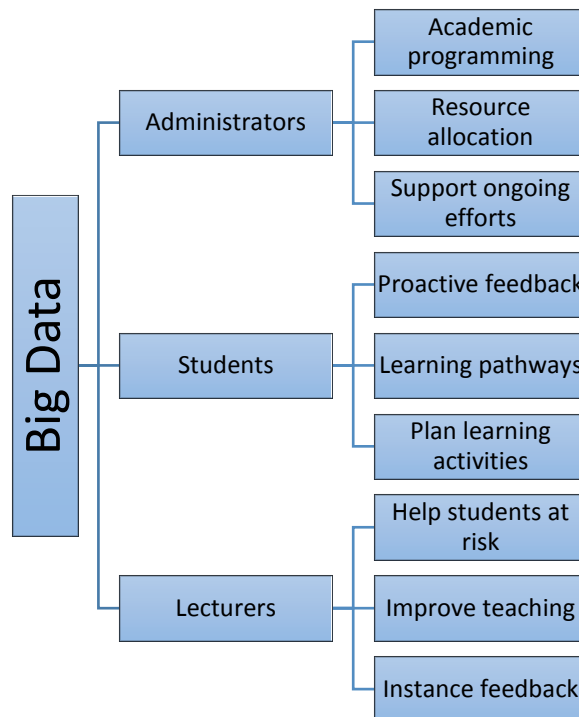 Big Data
Administrators
Academic
programming
Resource
allocation
Support ongoing
efforts
Students
Proactive feedback
Learning pathways
Plan learning
activities
Lecturers
Help students at
risk
Improve teaching
Instance feedback